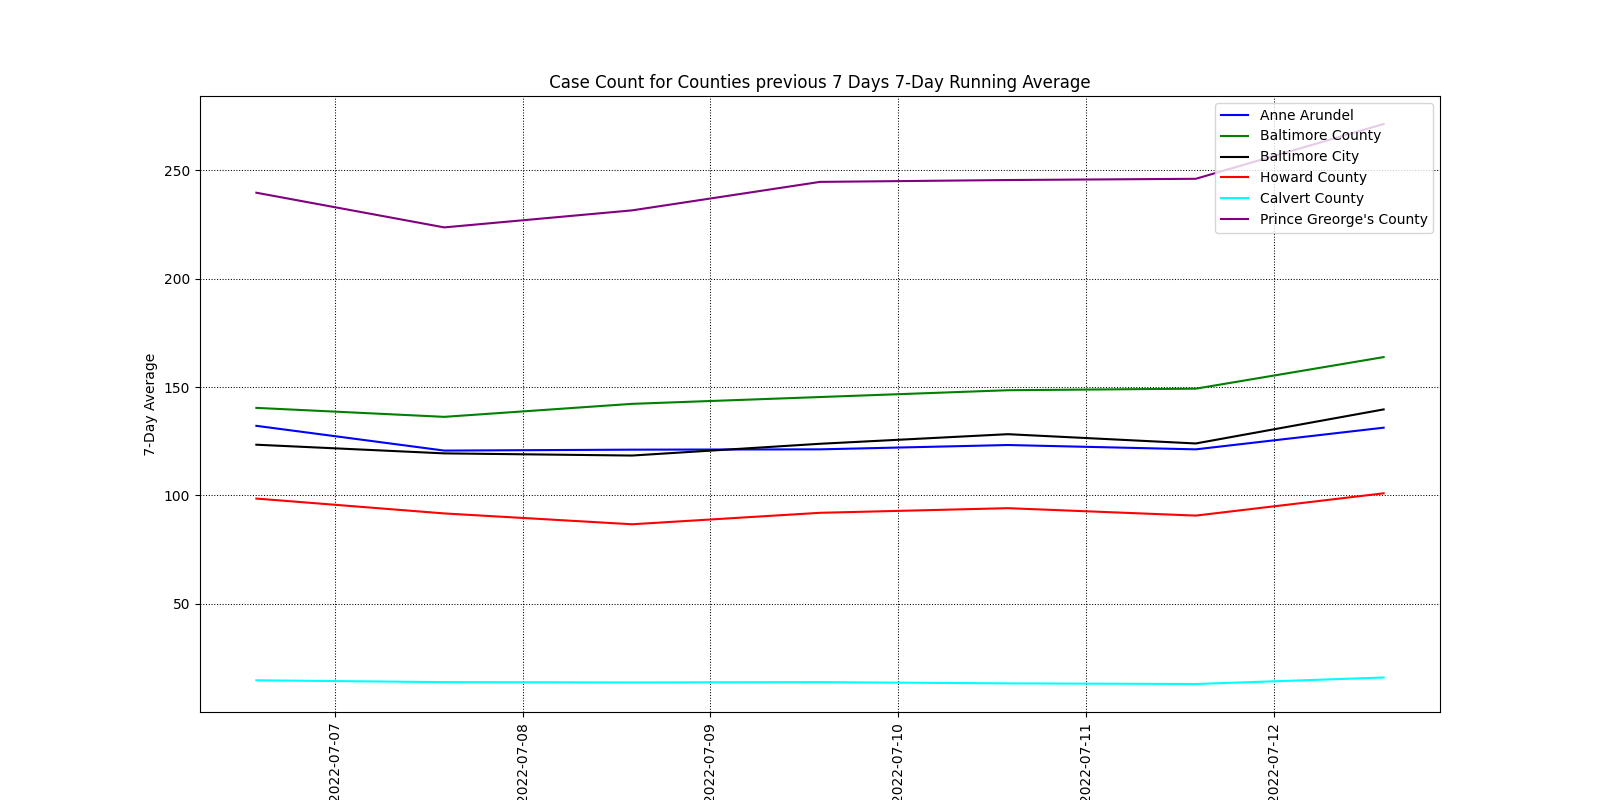 Case Count for Counties previous 7 Days 7-Day Running Average
Anne Arundel
Baltimore County
Baltimore City
Howard County
Calvert County
Prince Greorge's County
7-Day Average
250
200
150
100
50
2022-07-07
2022-07-08
2022-07-09
2022-07-10
2022-07-11
2022-07-12